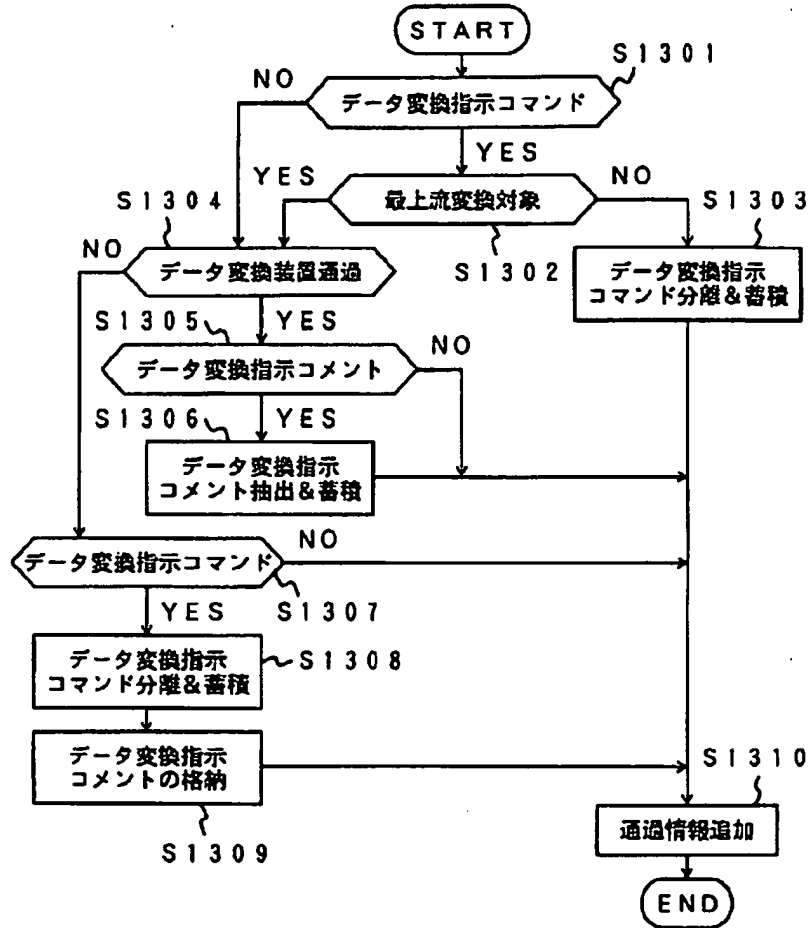 START
S1301
NO
データ変換指示コマンド
YES
YES
NO
S1304
最上流変換対象
S1303
NO
データ変換装置通過
S1302
データ変換指示
コマンド分離&蓄積
S1305
YES
NO
データ変換指示コメント
S1306
YES
データ変換指示
コメント抽出&蓄積
NO
データ変換指示コマンド
YES
S1307
データ変換指示
コマンド分離&蓄積
S1308
データ変換指示
コメントの格納
S1310
S1309
通過情報追加
END